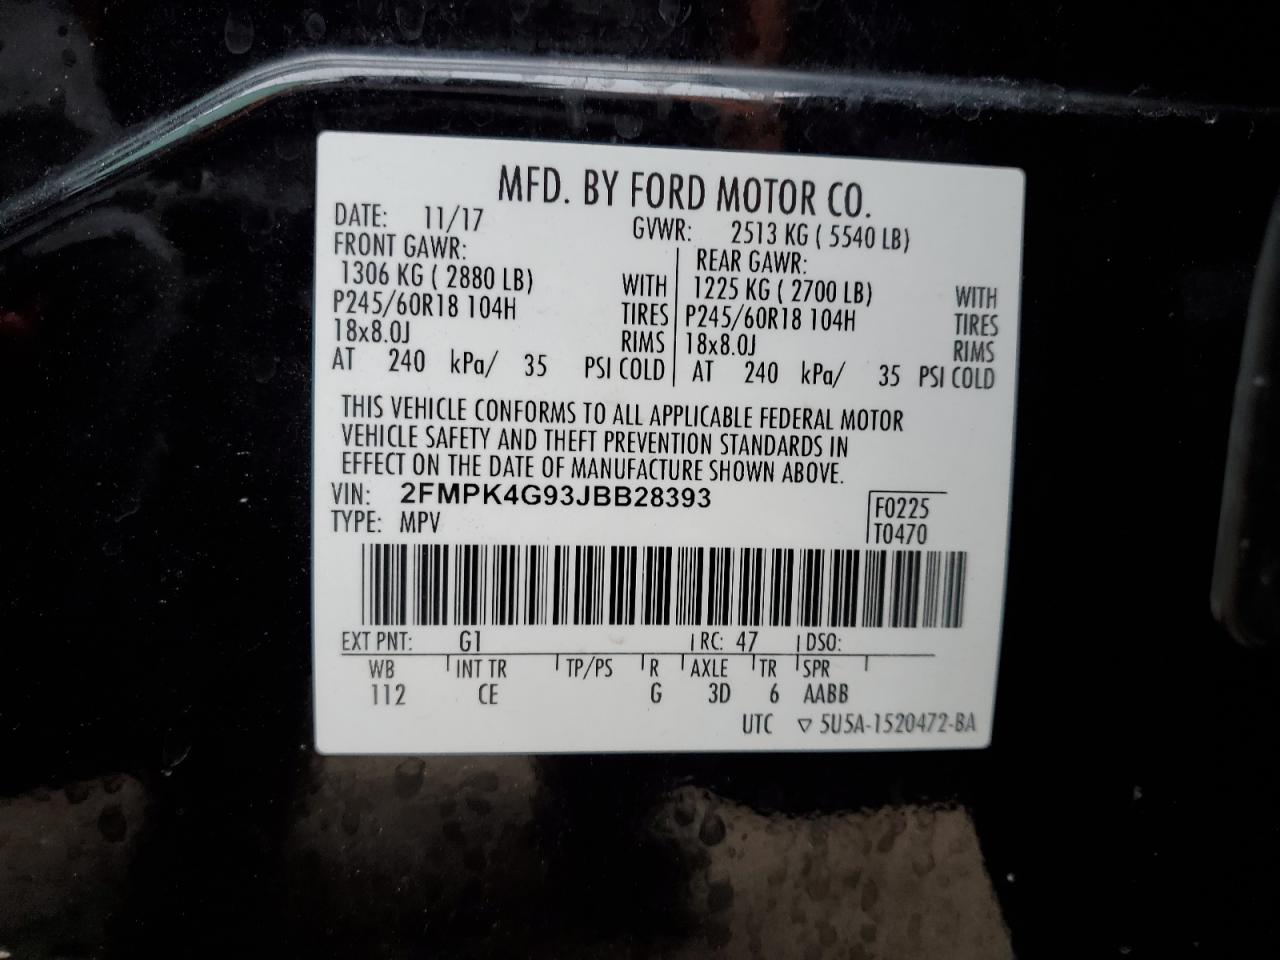 MFD. BY FORD MOTOR CO.
DATE: 11/17 GVWR: 2513 KG ( 5540 LB)
FRONT GAWR: REAR GAWR:
1306 KG ( 2880 LB) WITH 1225 KG ( 2700 LB) WITH
P245/60R18 104H TIRES P245/60R18 104H TIRES
18x8.0J RIMS 18x8.0J RIMS
AT 240 kPa/ 35 PSI COLD AT 240 kPa/ 35 PSI COLD
THIS VEHICLE CONFORMS TO ALL APPLICABLE FEDERAL MOTOR
VEHICLE SAFETY AND THEFT PREVENTION STANDARDS IN
EFFECT ON THE DATE OF MANUFACTURE SHOWN ABOVE.
VIN: 2FMPK4G93JBB28393 F0225
TYPE: MPV T0470
EXT PNT: G1 RC: 47 DSO:
WB INT TR TP/PS R AXLE TR SPR
112 CE G 3D 6 AABB
UTC ▽ 5U5A-1520472-BA